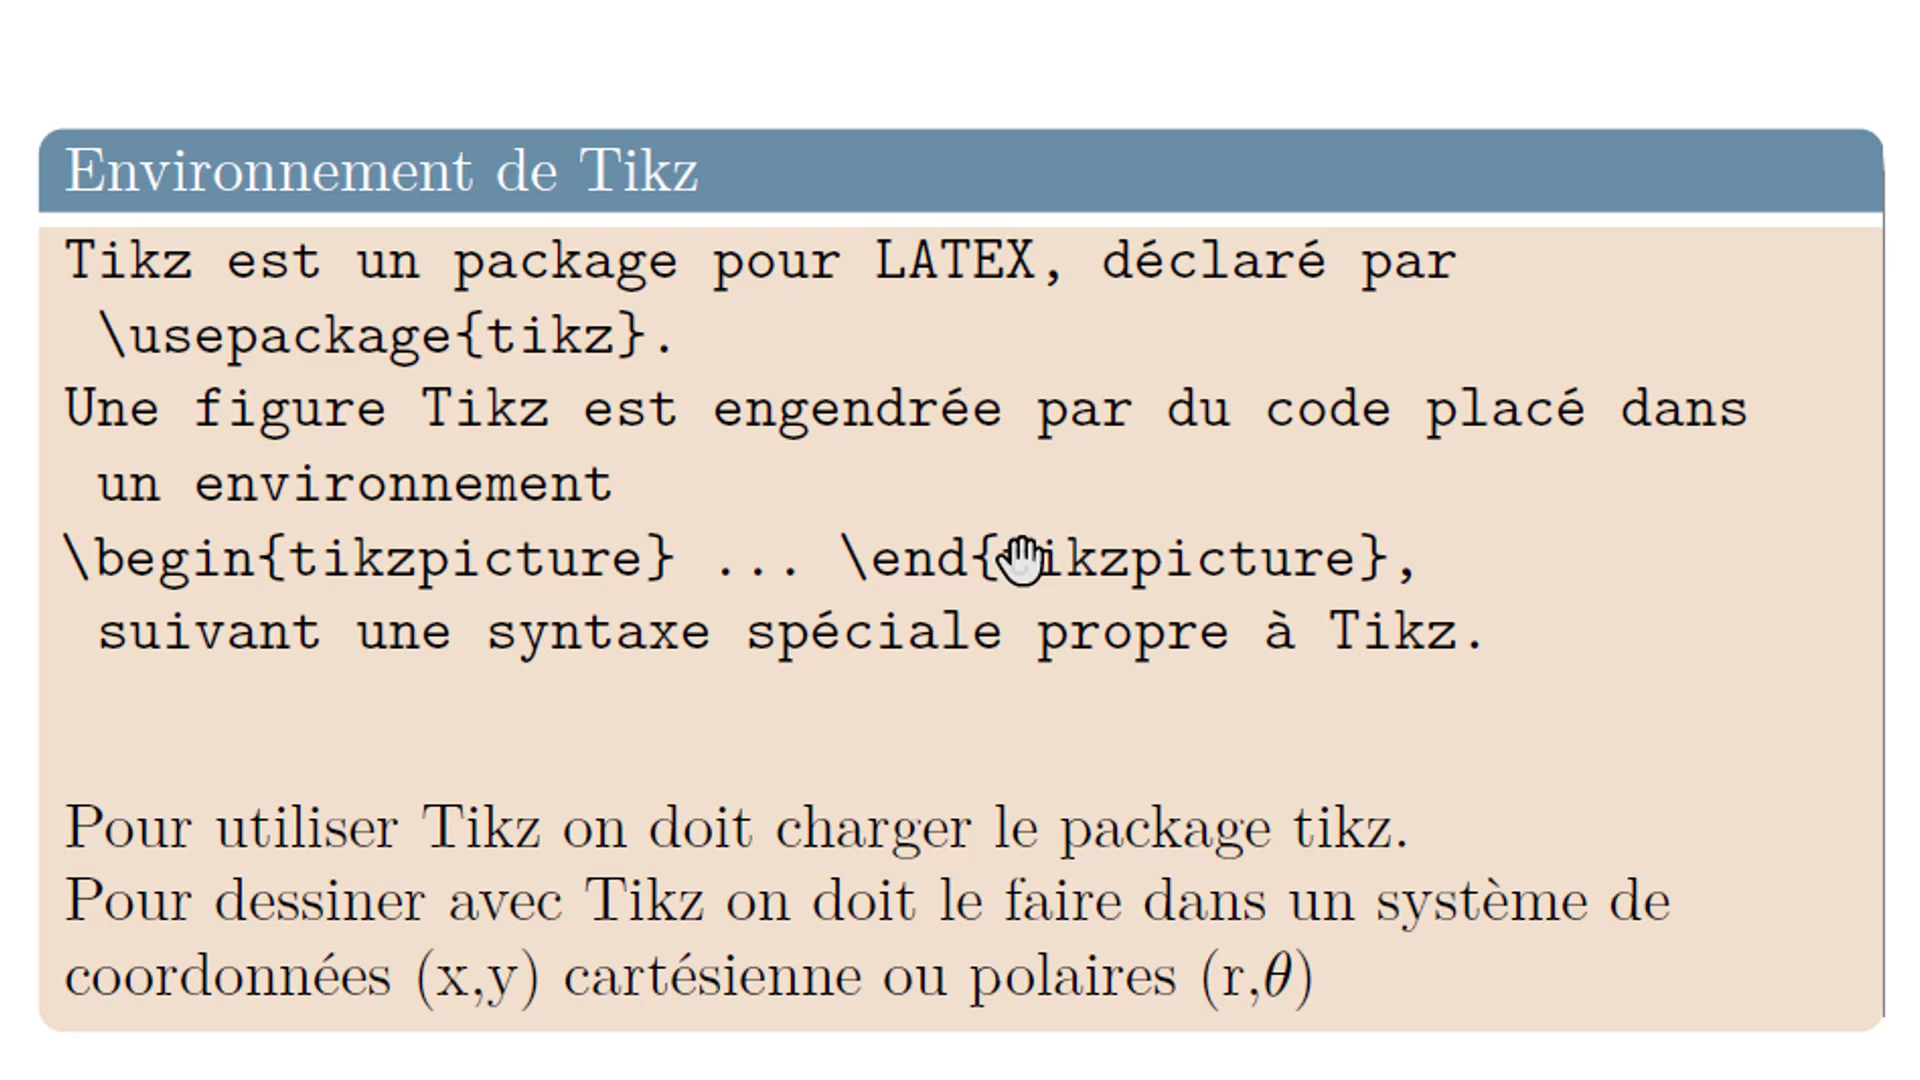 Environnement de Tikz
Tikz est un package pour LATEX, déclaré par
\usepackage{tikz}.
Une figure Tikz est engendrée par du code placé dans
un environnement
\begin{tikzpicture} ... \end{tikzpicture},
suivant une syntaxe spéciale propre à Tikz.
Pour utiliser Tikz on doit charger le package tikz.
Pour dessiner avec Tikz on doit le faire dans un système de
coordonnées (x,y) cartésienne ou polaires (r,θ)